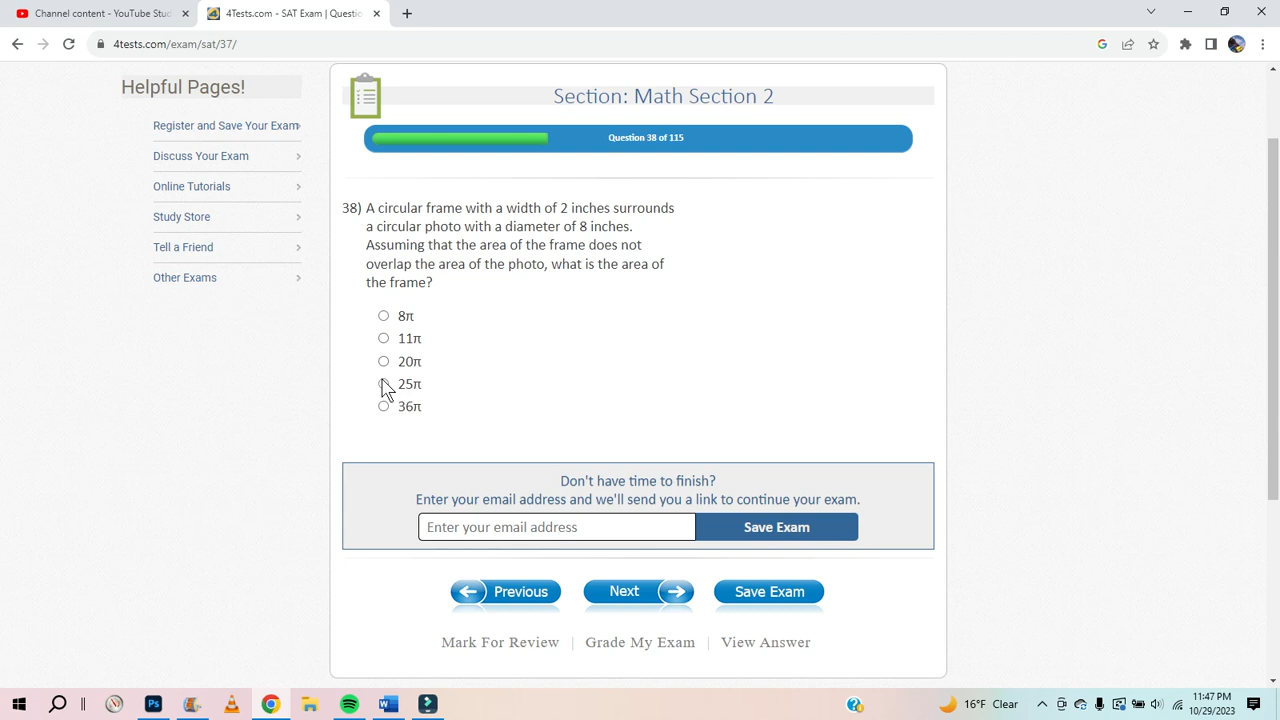 Channel content - YouTube Stud
4Tests.com - SAT Exam | Questio
4tests.com/exam/sat/37/
Helpful Pages!
Register and Save Your Exam
Discuss Your Exam
Online Tutorials
Study Store
Tell a Friend
Other Exams
Section: Math Section 2
Question 38 of 115
38) A circular frame with a width of 2 inches surrounds
a circular photo with a diameter of 8 inches.
Assuming that the area of the frame does not
overlap the area of the photo, what is the area of
the frame?
8π
11π
20π
25π
36π
Don't have time to finish?
Enter your email address and we'll send you a link to continue your exam.
Enter your email address
Save Exam
Previous
Next
Save Exam
Mark For Review | Grade My Exam | View Answer
Ps
W
16°F Clear
11:47 PM
10/29/2023